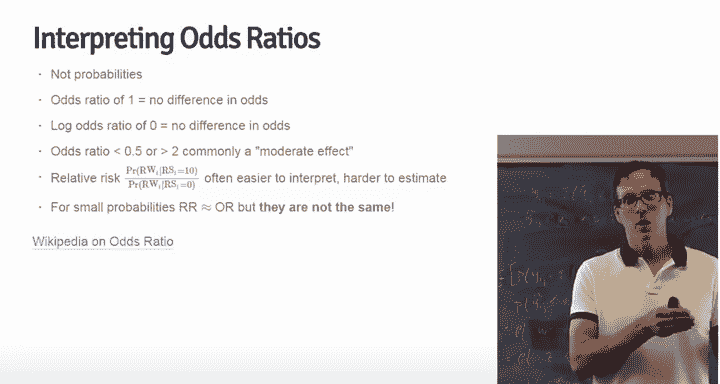 Interpreting Odds Ratios
· Not probabilities
· Odds ratio of 1 = no difference in odds
· Log odds ratio of 0 = no difference in odds
· Odds ratio < 0.5 or > 2 commonly a "moderate effect"
· Relative risk Pr(RWᵢ|RSᵢ=10) / Pr(RWᵢ|RSᵢ=0) often easier to interpret, harder to estimate
· For small probabilities RR ≈ OR but they are not the same!
Wikipedia on Odds Ratio